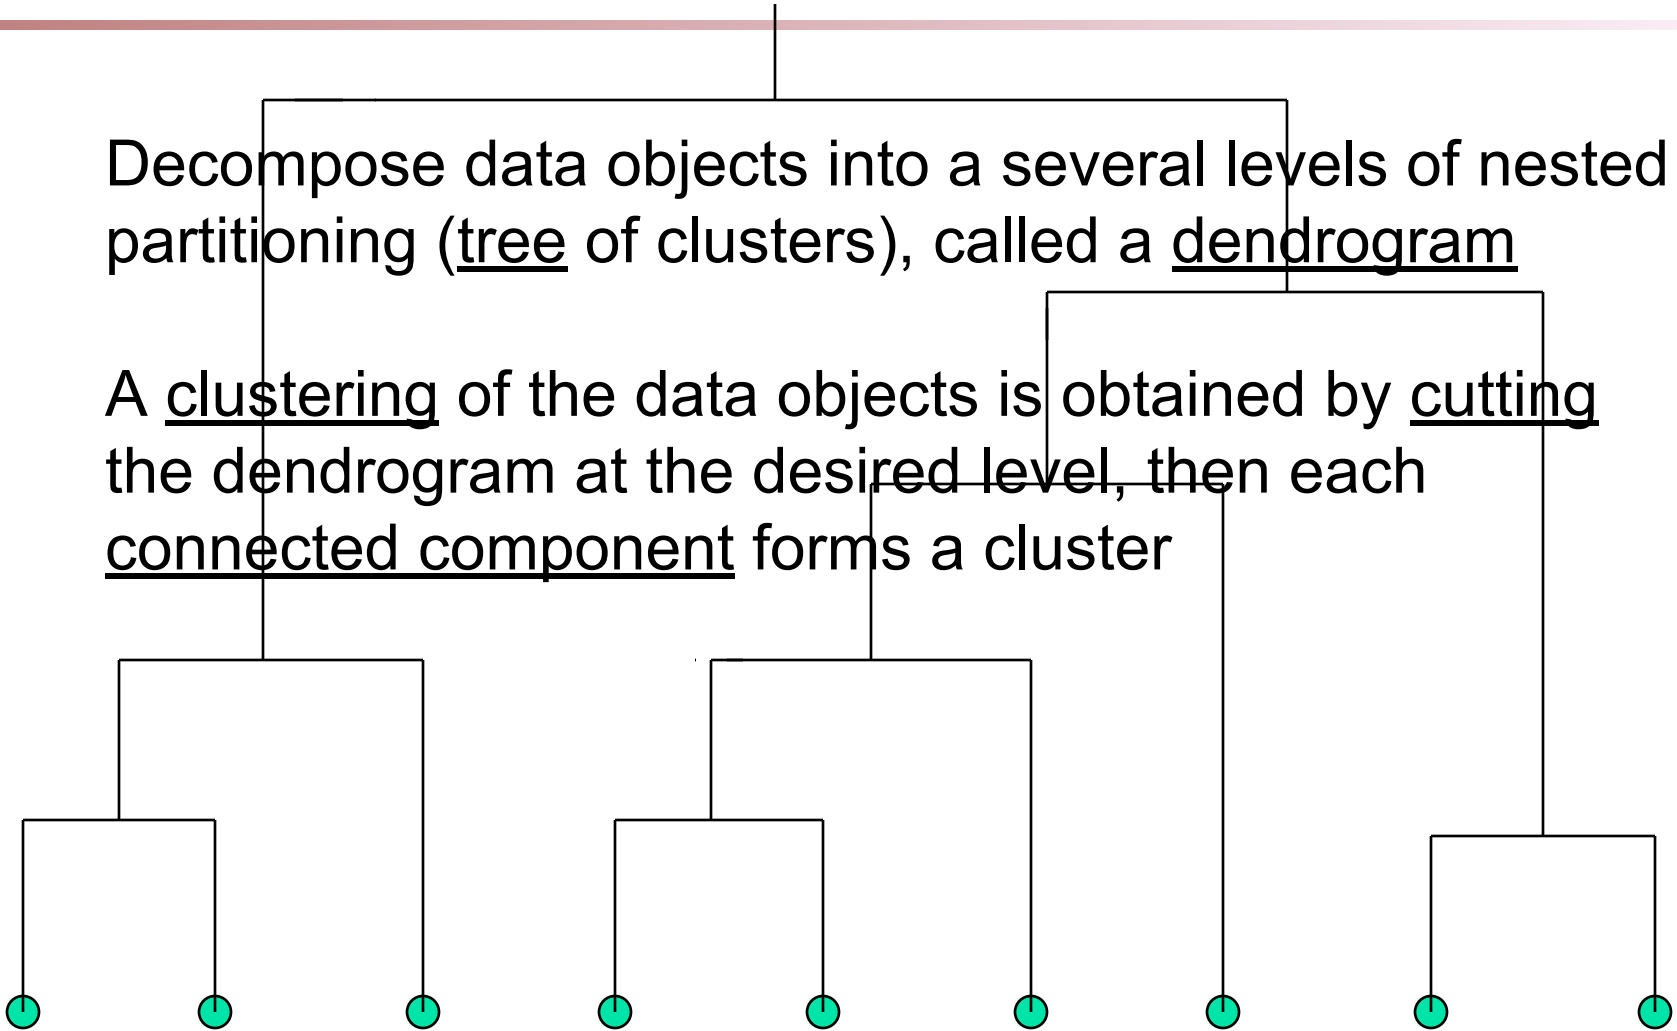 Decompose data objects into a several levels of nested
partitioning (tree of clusters), called a dendrogram
A clustering of the data objects is obtained by cutting
the dendrogram at the desired level, then each
connected component forms a cluster